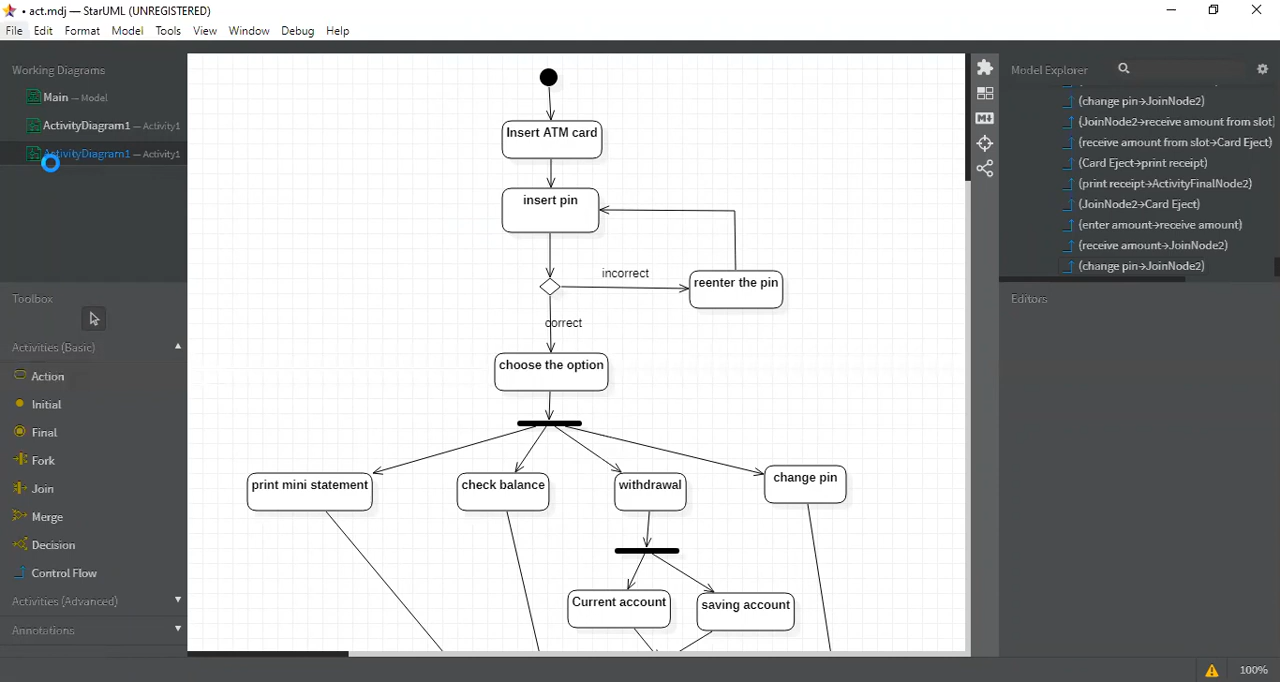 • act.mdj — StarUML (UNREGISTERED)
File Edit Format Model Tools View Window Debug Help
Working Diagrams
Main — Model
ActivityDiagram1 — Activity1
ActivityDiagram1 — Activity1
Toolbox
Activities (Basic)
Action
Initial
Final
Fork
Join
Merge
Decision
Control Flow
Activities (Advanced)
Annotations
Insert ATM card
insert pin
incorrect
reenter the pin
correct
choose the option
print mini statement
check balance
withdrawal
change pin
Current account
saving account
Model Explorer
(change pin→JoinNode2)
(JoinNode2→receive amount from slot)
(receive amount from slot→Card Eject)
(Card Eject→print receipt)
(print receipt→ActivityFinalNode2)
(JoinNode2→Card Eject)
(enter amount→receive amount)
(receive amount→JoinNode2)
(change pin→JoinNode2)
Editors
100%